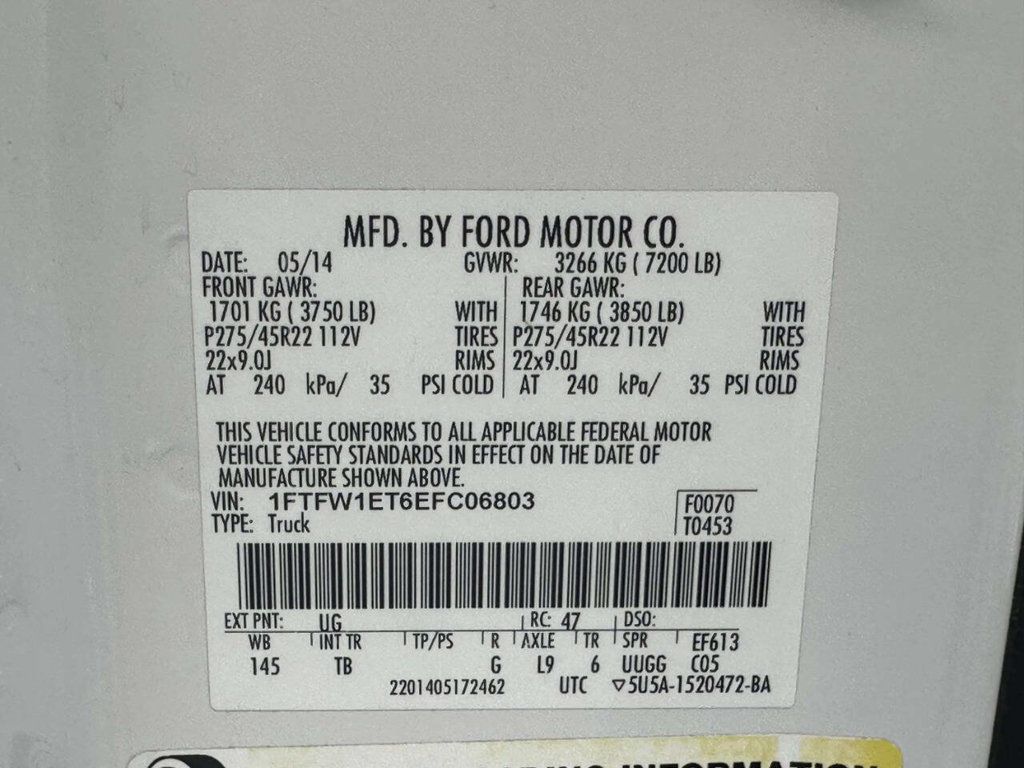 MFD. BY FORD MOTOR CO.
DATE: 05/14 GVWR: 3266 KG ( 7200 LB)
FRONT GAWR: REAR GAWR:
1701 KG ( 3750 LB) WITH 1746 KG ( 3850 LB) WITH
P275/45R22 112V TIRES P275/45R22 112V TIRES
22x9.0J RIMS 22x9.0J RIMS
AT 240 kPa/ 35 PSI COLD AT 240 kPa/ 35 PSI COLD
THIS VEHICLE CONFORMS TO ALL APPLICABLE FEDERAL MOTOR
VEHICLE SAFETY STANDARDS IN EFFECT ON THE DATE OF
MANUFACTURE SHOWN ABOVE.
VIN: 1FTFW1ET6EFC06803 F0070
TYPE: Truck T0453
EXT PNT: UG RC: 47 DSO:
WB INT TR TP/PS R AXLE TR SPR EF613
145 TB G L9 6 UUGG C05
2201405172462 UTC ▽5U5A-1520472-BA
INFORMATION